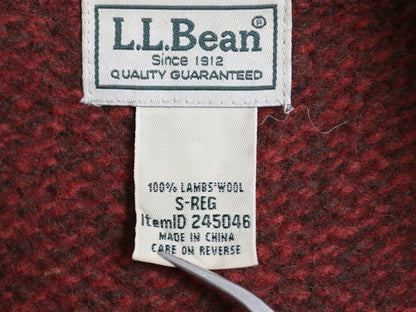 L.L.Bean®
Since 1912
QUALITY GUARANTEED
100% LAMBS'WOOL
S-REG
ItemID 245046
MADE IN CHINA
CARE ON REVERSE